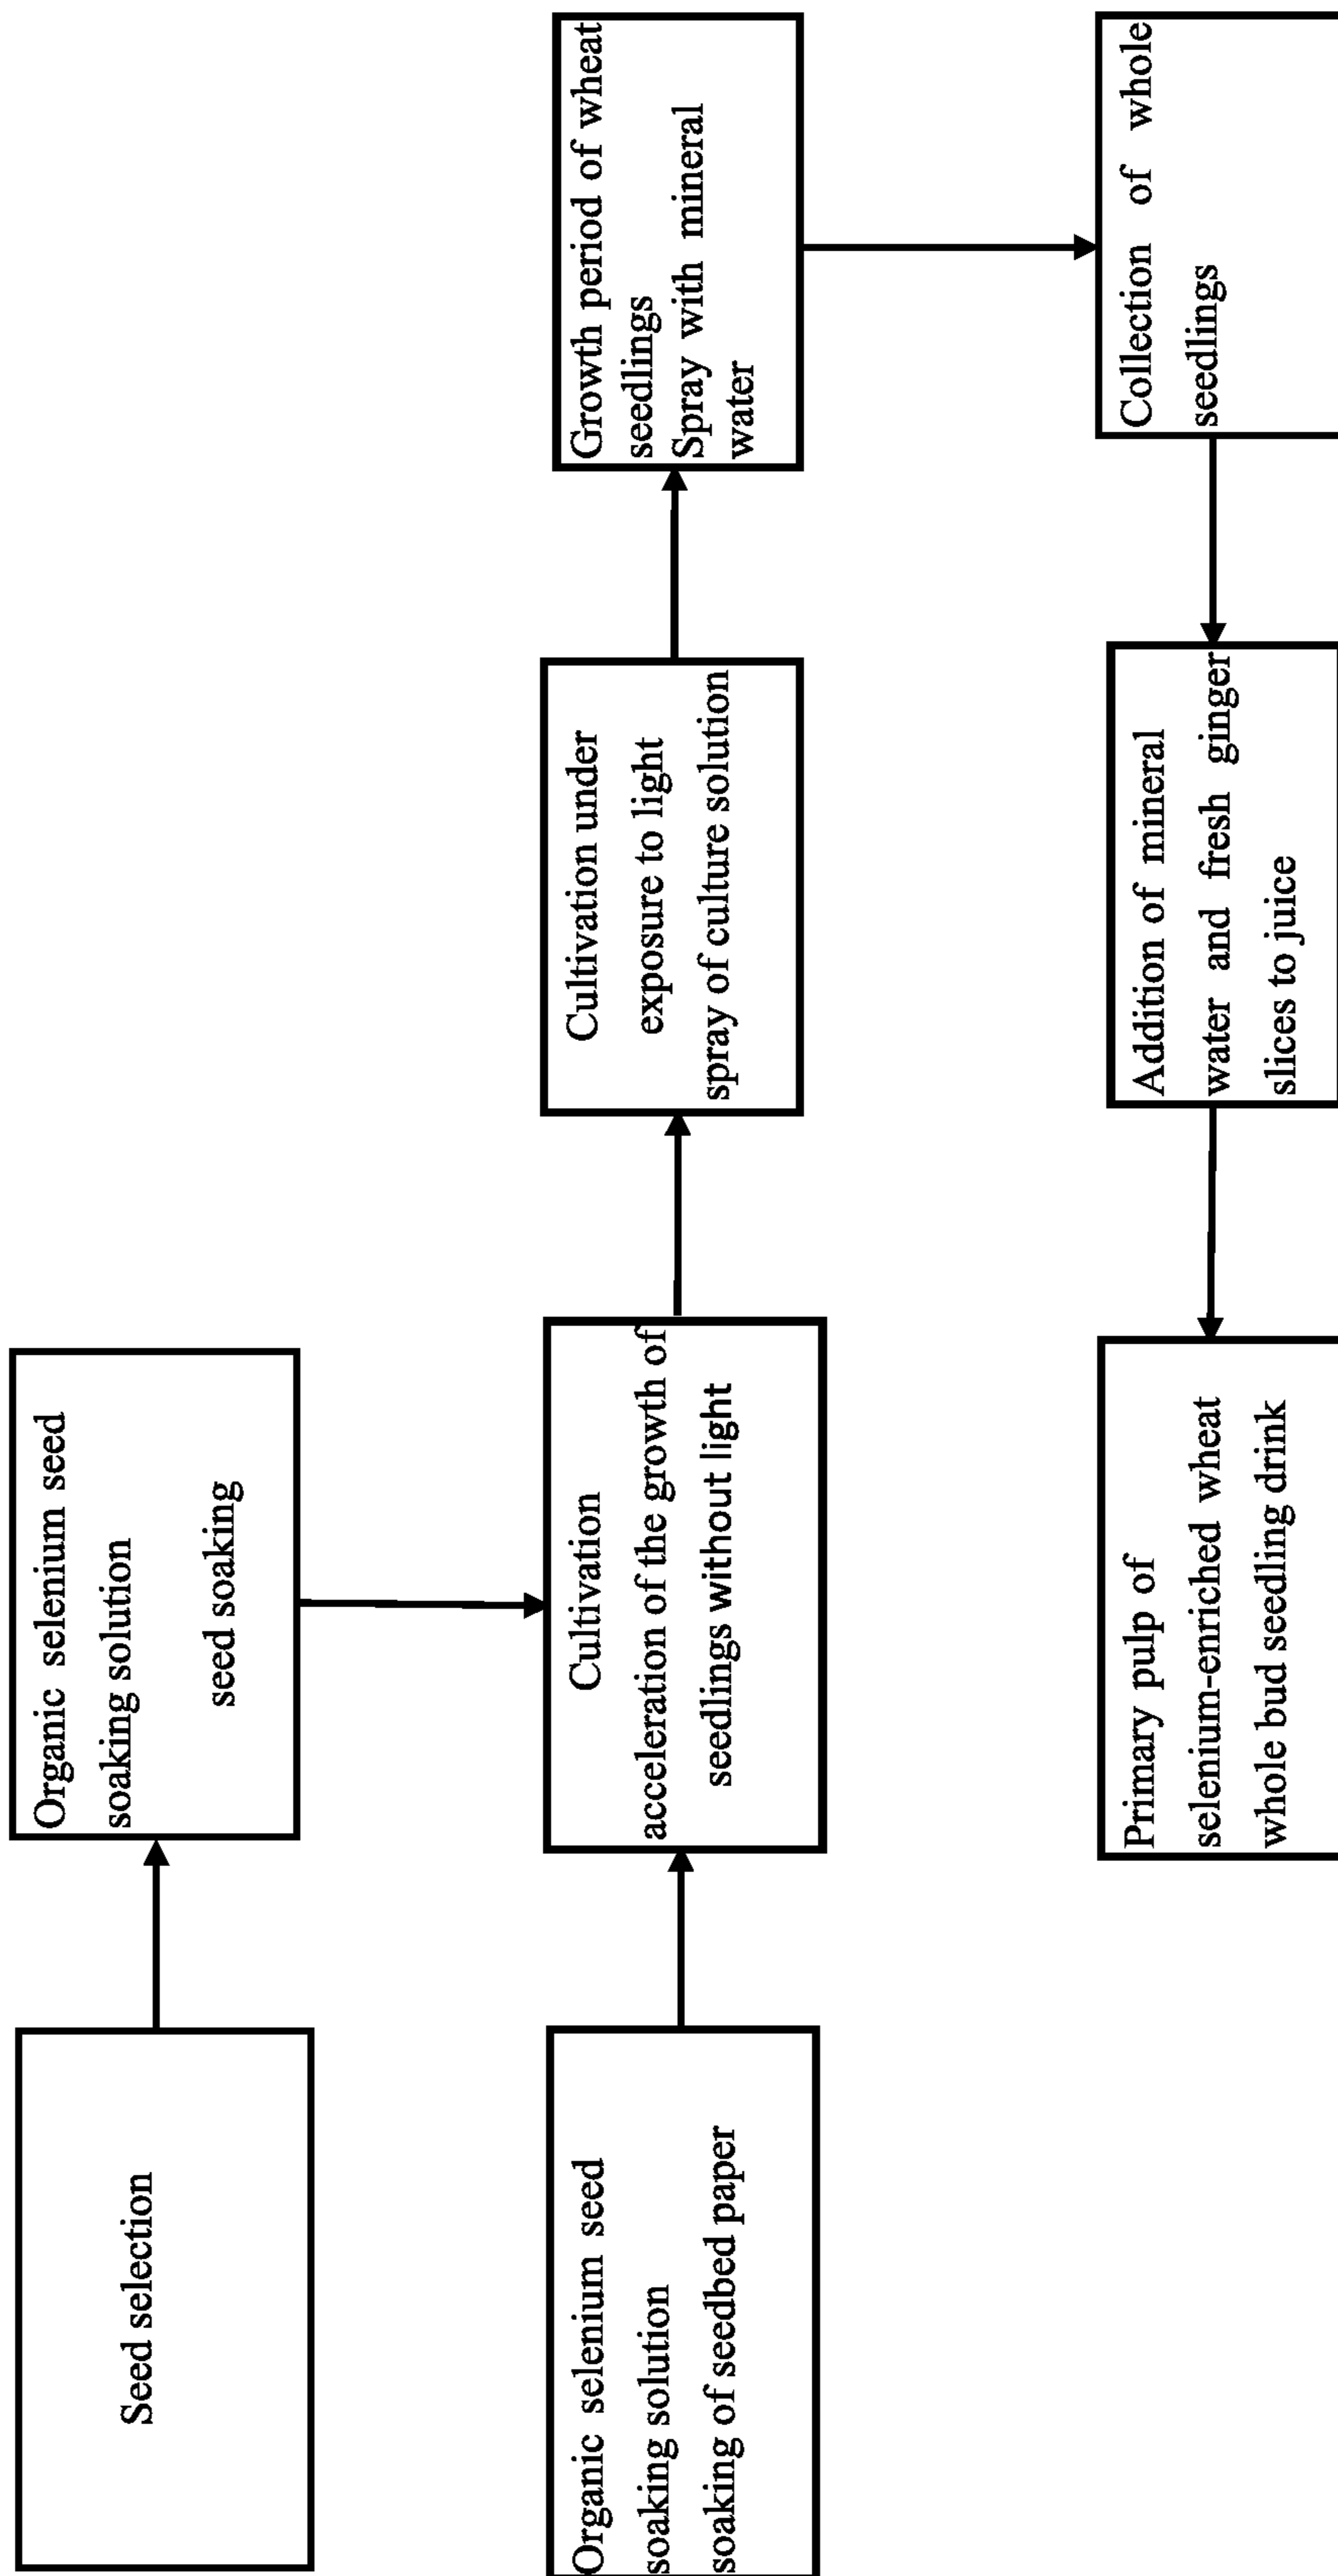 Seed selection
Organic selenium seed
soaking solution
seed soaking
Organic selenium seed
soaking solution
soaking of seedbed paper
Cultivation
acceleration of the growth of
seedlings without light
Cultivation under
exposure to light
spray of culture solution
Growth period of wheat
seedlings
Spray with mineral
water
Collection of whole
seedlings
Addition of mineral
water and fresh ginger
slices to juice
Primary pulp of
selenium-enriched wheat
whole bud seedling drink